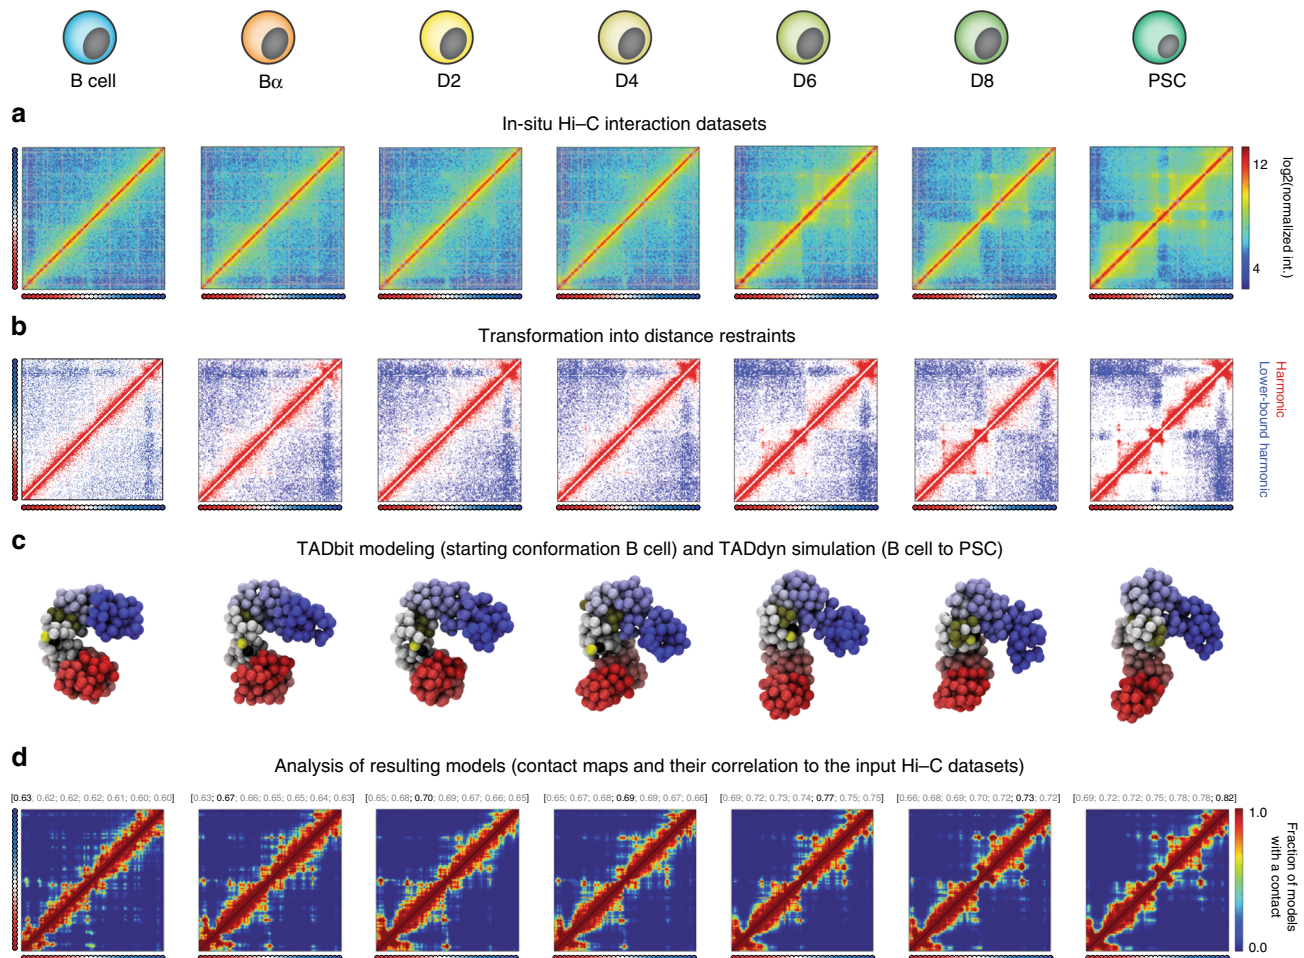 B cell
Bα
D2
D4
D6
D8
PSC
a
In-situ Hi–C interaction datasets
12
4
log2(normalized int.)
b
Transformation into distance restraints
Harmonic
Lower-bound harmonic
c
TADbit modeling (starting conformation B cell) and TADdyn simulation (B cell to PSC)
d
Analysis of resulting models (contact maps and their correlation to the input Hi–C datasets)
[0.63; 0.62; 0.62; 0.62; 0.61; 0.60; 0.60]
[0.63; 0.67; 0.66; 0.65; 0.65; 0.64; 0.63]
[0.65; 0.68; 0.70; 0.69; 0.67; 0.66; 0.65]
[0.65; 0.67; 0.68; 0.69; 0.69; 0.67; 0.66]
[0.69; 0.72; 0.73; 0.74; 0.77; 0.75; 0.75]
[0.66; 0.68; 0.69; 0.70; 0.72; 0.73; 0.72]
[0.69; 0.72; 0.72; 0.75; 0.78; 0.78; 0.82]
1.0
0.0
Fraction of models
with a contact